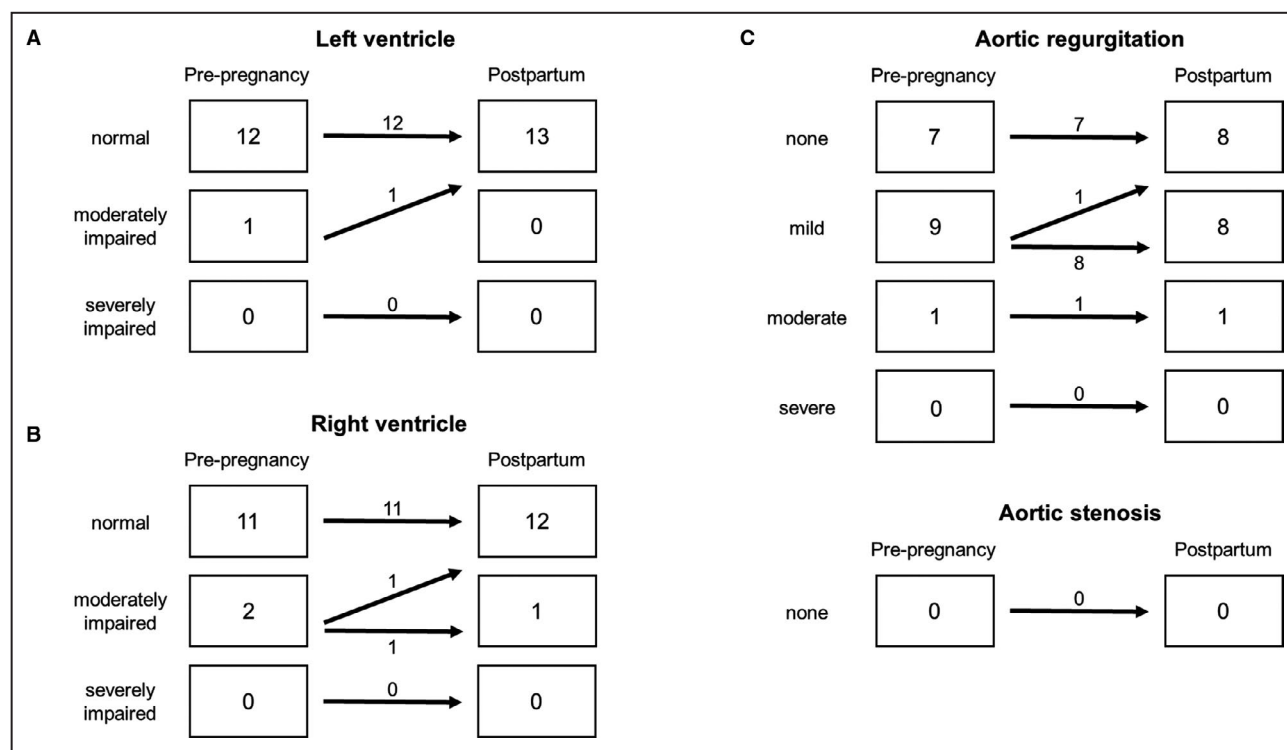 A
Left ventricle
Pre-pregnancy Postpartum
normal 12 12 13
moderately
impaired 1 1 0
severely
impaired 0 0 0
B
Right ventricle
Pre-pregnancy Postpartum
normal 11 11 12
moderately
impaired 2 1 1 1
severely
impaired 0 0 0
C
Aortic regurgitation
Pre-pregnancy Postpartum
none 7 7 8
mild 9 1 8 8
moderate 1 1 1
severe 0 0 0
Aortic stenosis
Pre-pregnancy Postpartum
none 0 0 0